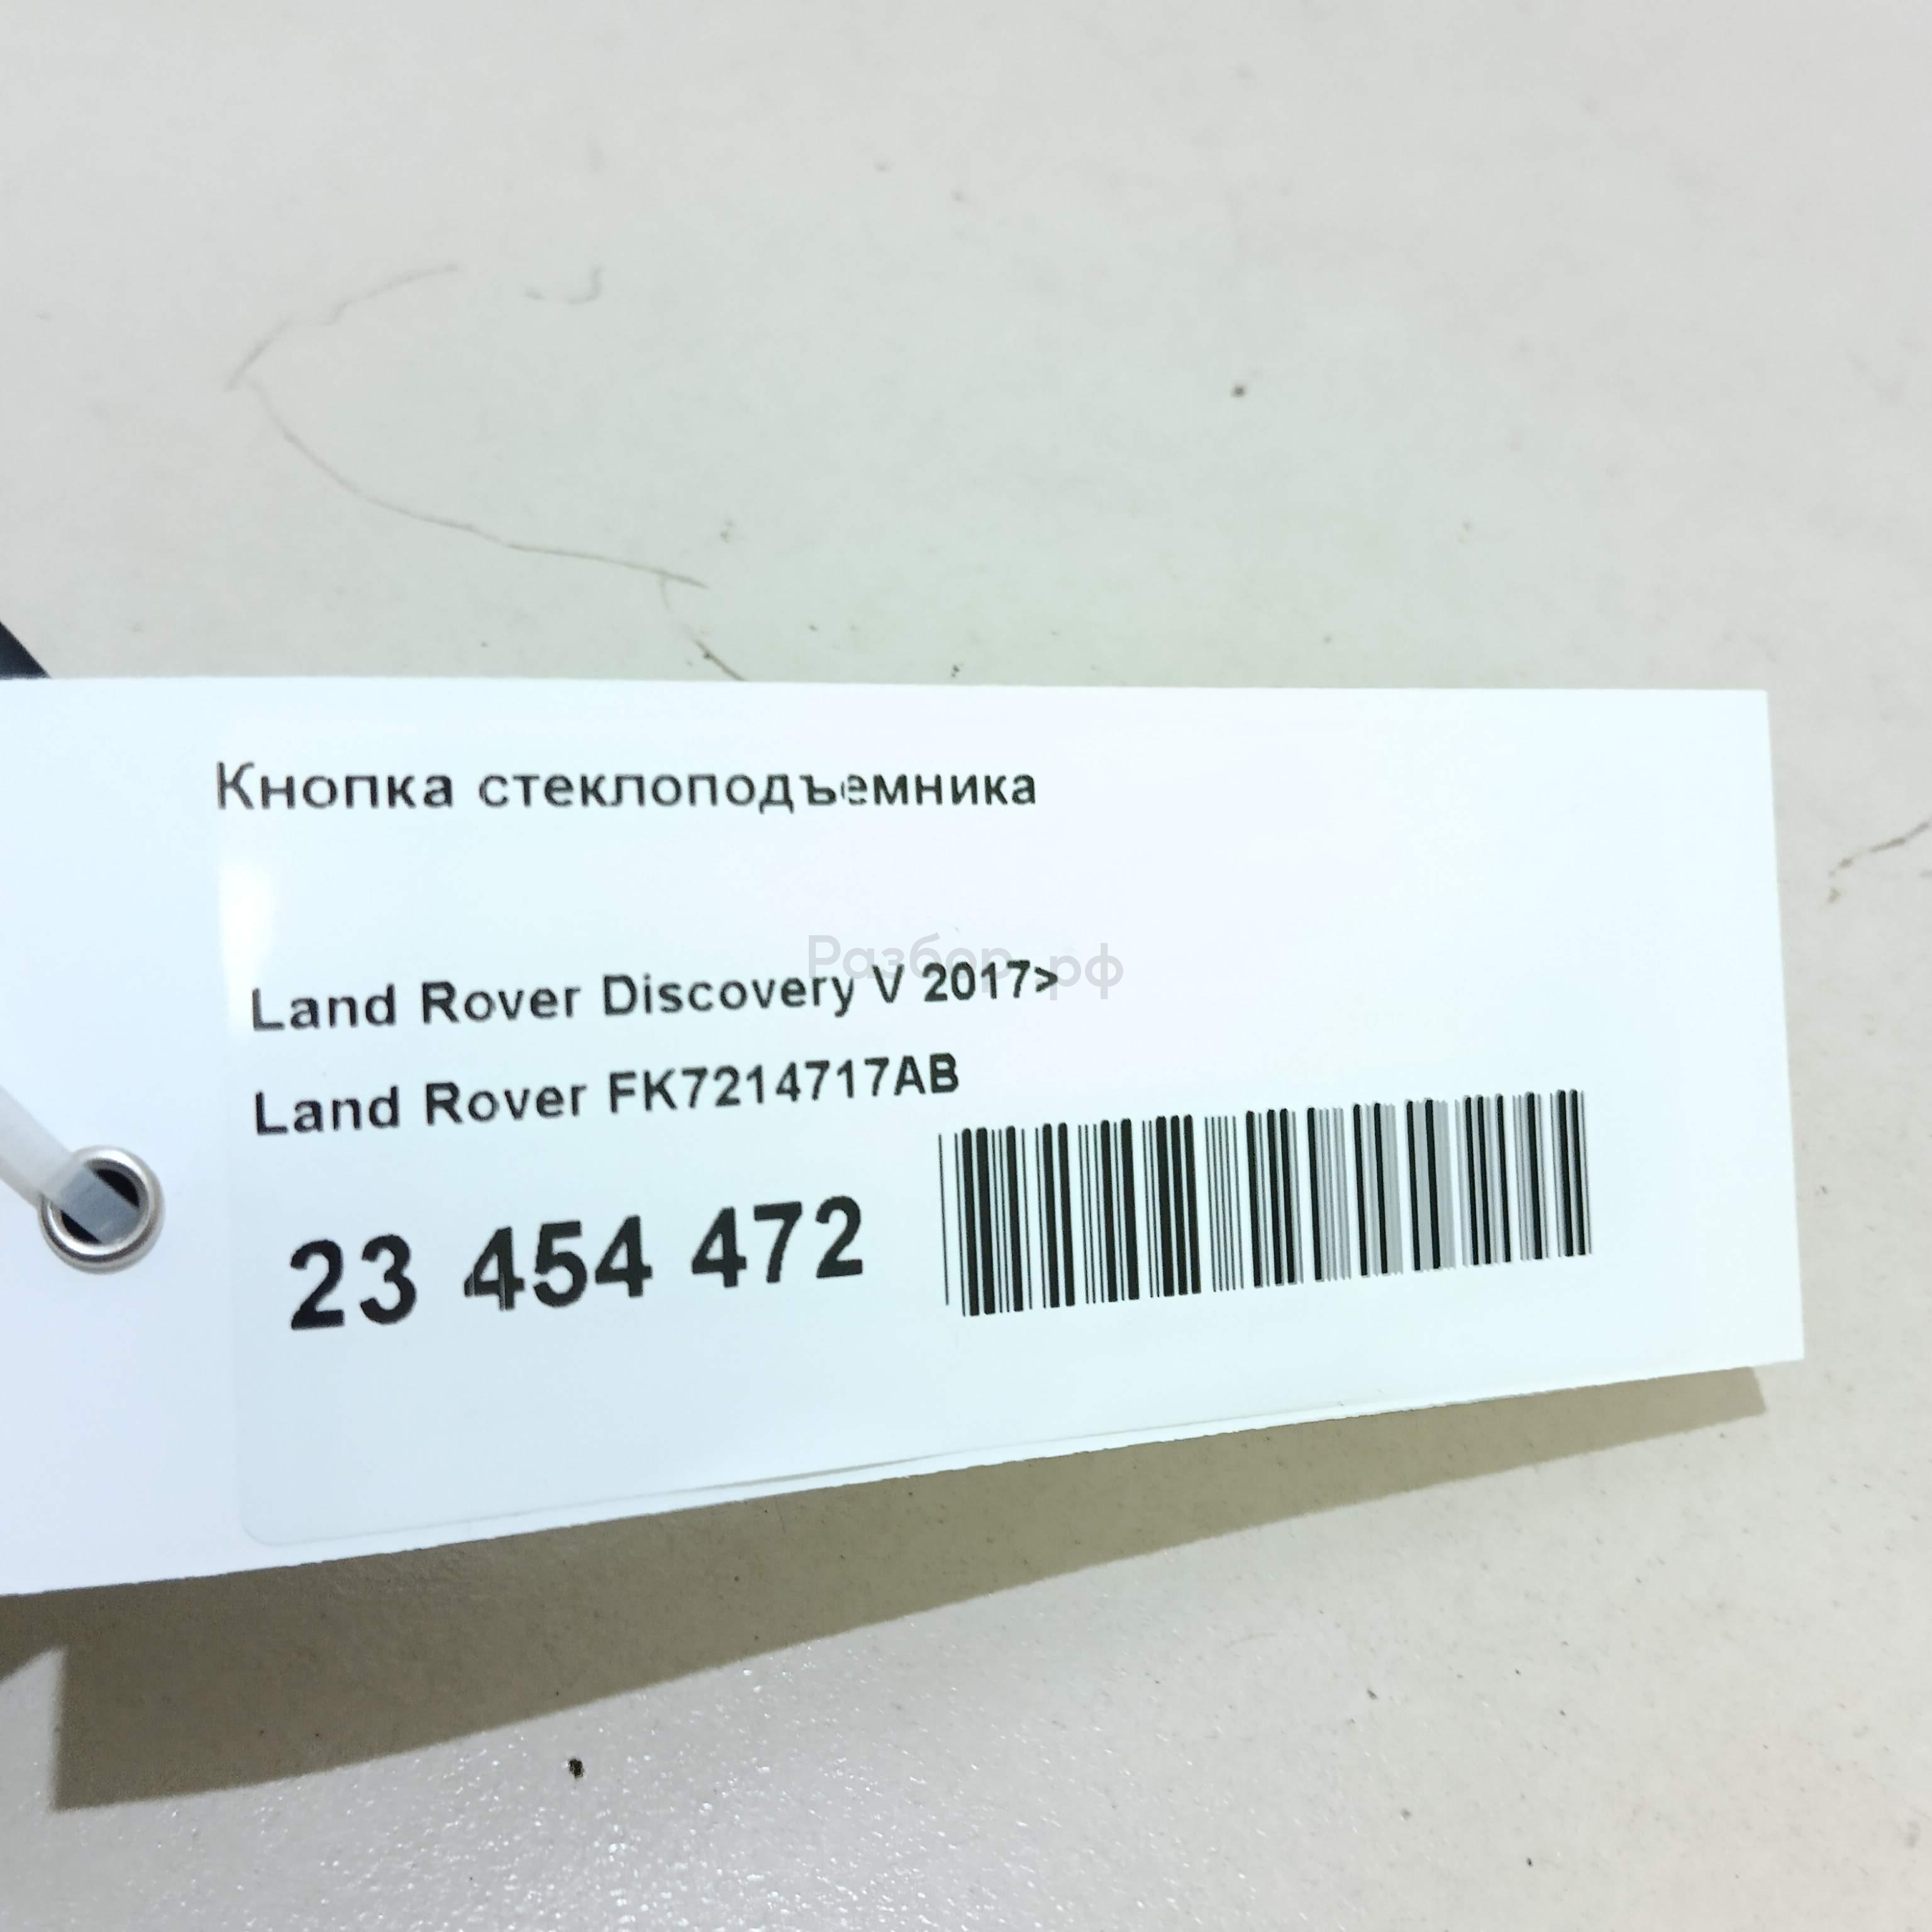 Кнопка стеклоподъемника
Разбор.рф
Land Rover Discovery V 2017>
Land Rover FK7214717AB
23 454 472